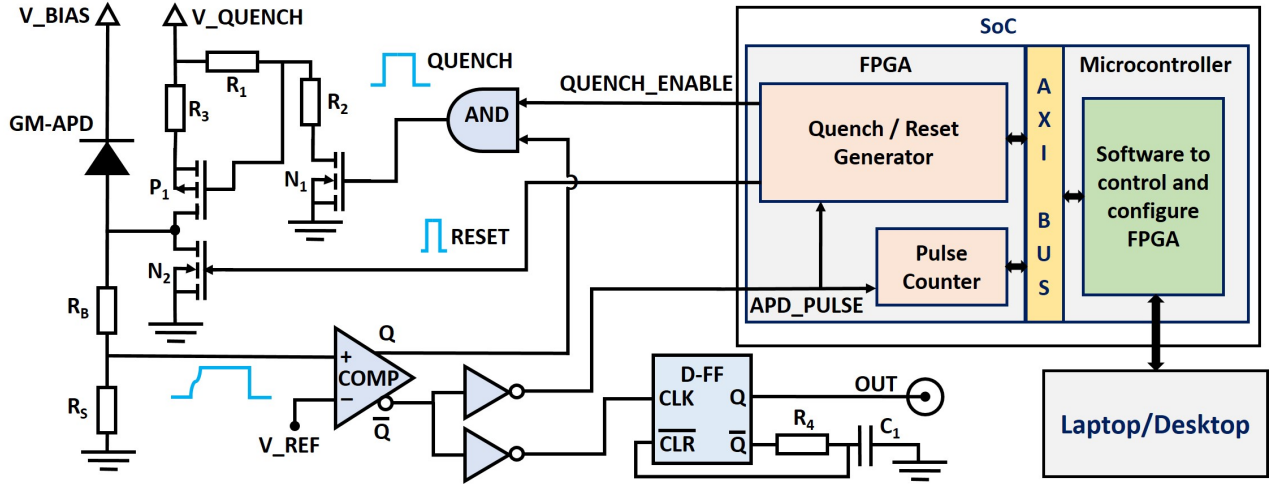 V_BIAS
V_QUENCH
SoC
QUENCH
R1
FPGA
Microcontroller
R3
R2
QUENCH_ENABLE
GM-APD
AND
Quench / Reset
Generator
A
X
I
B
U
S
Software to
control and
configure
FPGA
P1
N1
RESET
N2
Pulse
Counter
RB
APD_PULSE
Q
+
COMP
−
Q̅
V_REF
RS
D-FF
CLK
Q
C̅L̅R̅
Q̅
OUT
R4
C1
Laptop/Desktop